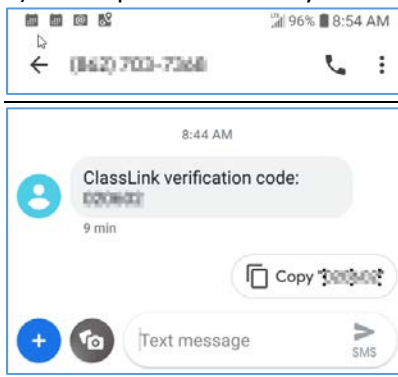 96% 8:54 AM
8:44 AM
ClassLink verification code:
9 min
Copy
Text message
SMS